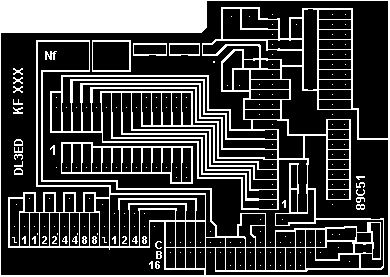 Nf
KF XXX
DL3ED
1
89C51
1
1 1 2 2 4 4 8 8
1 2 4 8
C
B
16